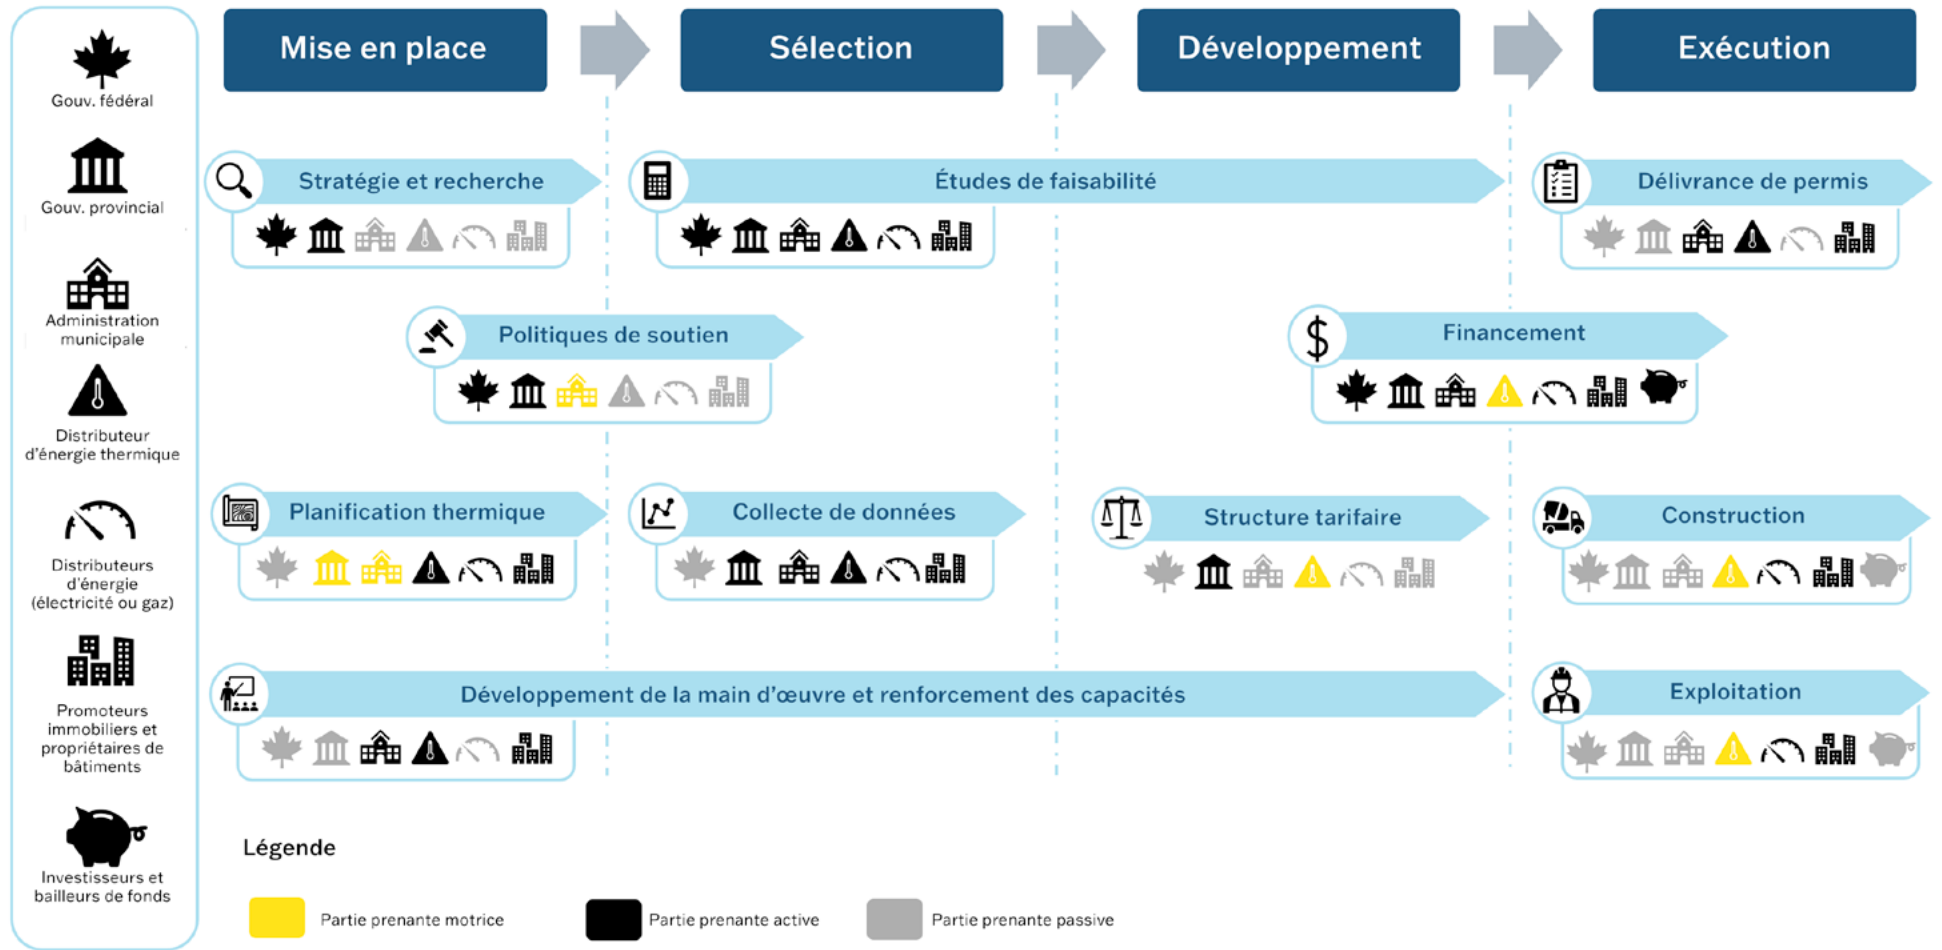 Gouv. fédéral
Gouv. provincial
Administration
municipale
Distributeur
d'énergie thermique
Distributeurs
d'énergie
(électricité ou gaz)
Promoteurs
immobiliers et
propriétaires de
bâtiments
Investisseurs et
bailleurs de fonds
Mise en place
Sélection
Développement
Exécution
Stratégie et recherche
Études de faisabilité
Délivrance de permis
Politiques de soutien
$
Financement
Planification thermique
Collecte de données
Structure tarifaire
Construction
Développement de la main d'œuvre et renforcement des capacités
Exploitation
Légende
Partie prenante motrice
Partie prenante active
Partie prenante passive